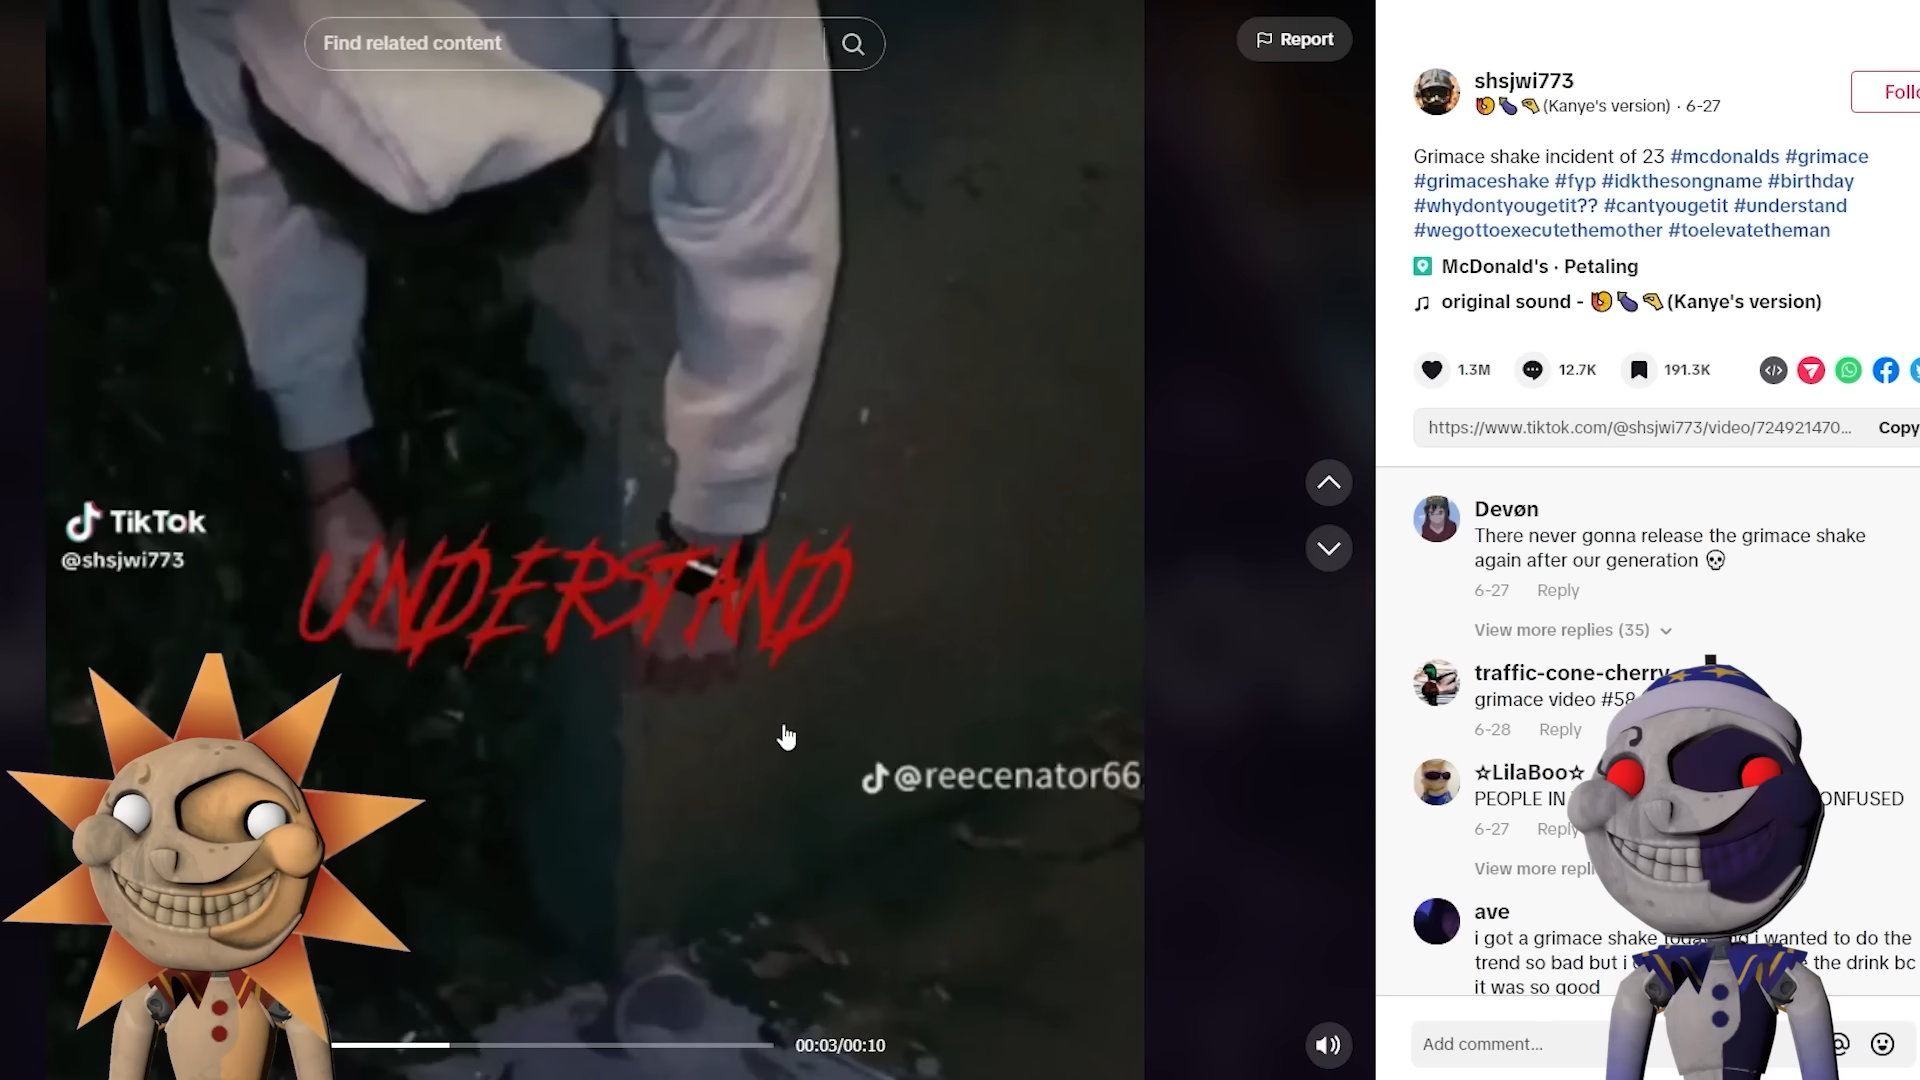 Find related content
Report
TikTok
@shsjwi773
UNDERSTAND
@reecenator66
00:03/00:10
shsjwi773
(Kanye's version) · 6-27
Grimace shake incident of 23 #mcdonalds #grimace
#grimaceshake #fyp #idkthesongname #birthday
#whydontyougetit?? #cantyougetit #understand
#wegottoexecutethemother #toelevatetheman
McDonald's · Petaling
original sound - (Kanye's version)
1.3M
12.7K
191.3K
https://www.tiktok.com/@shsjwi773/video/724921470...
Copy
Devøn
There never gonna release the grimace shake
again after our generation 💀
6-27 Reply
View more replies (35)
traffic-cone-cherry
grimace video #58
6-28 Reply
☆LilaBoo☆
PEOPLE IN
6-27 Reply
View more
ave
i got a grimace shake i wanted to do the
trend so bad but i the drink bc
it was so good
Add comment...